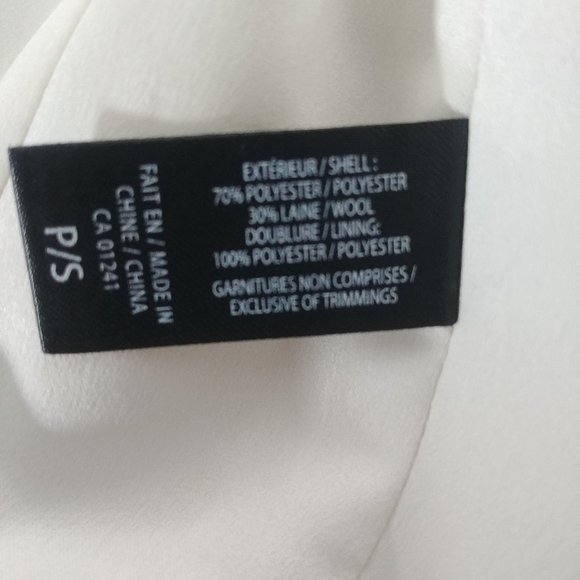 EXTÉRIEUR / SHELL :
70% POLYESTER / POLYESTER
30% LAINE / WOOL
DOUBLURE / LINING:
100% POLYESTER / POLYESTER
GARNITURES NON COMPRISES /
EXCLUSIVE OF TRIMMINGS
FAIT EN / MADE IN
CHINE / CHINA
CA 01241
P/S